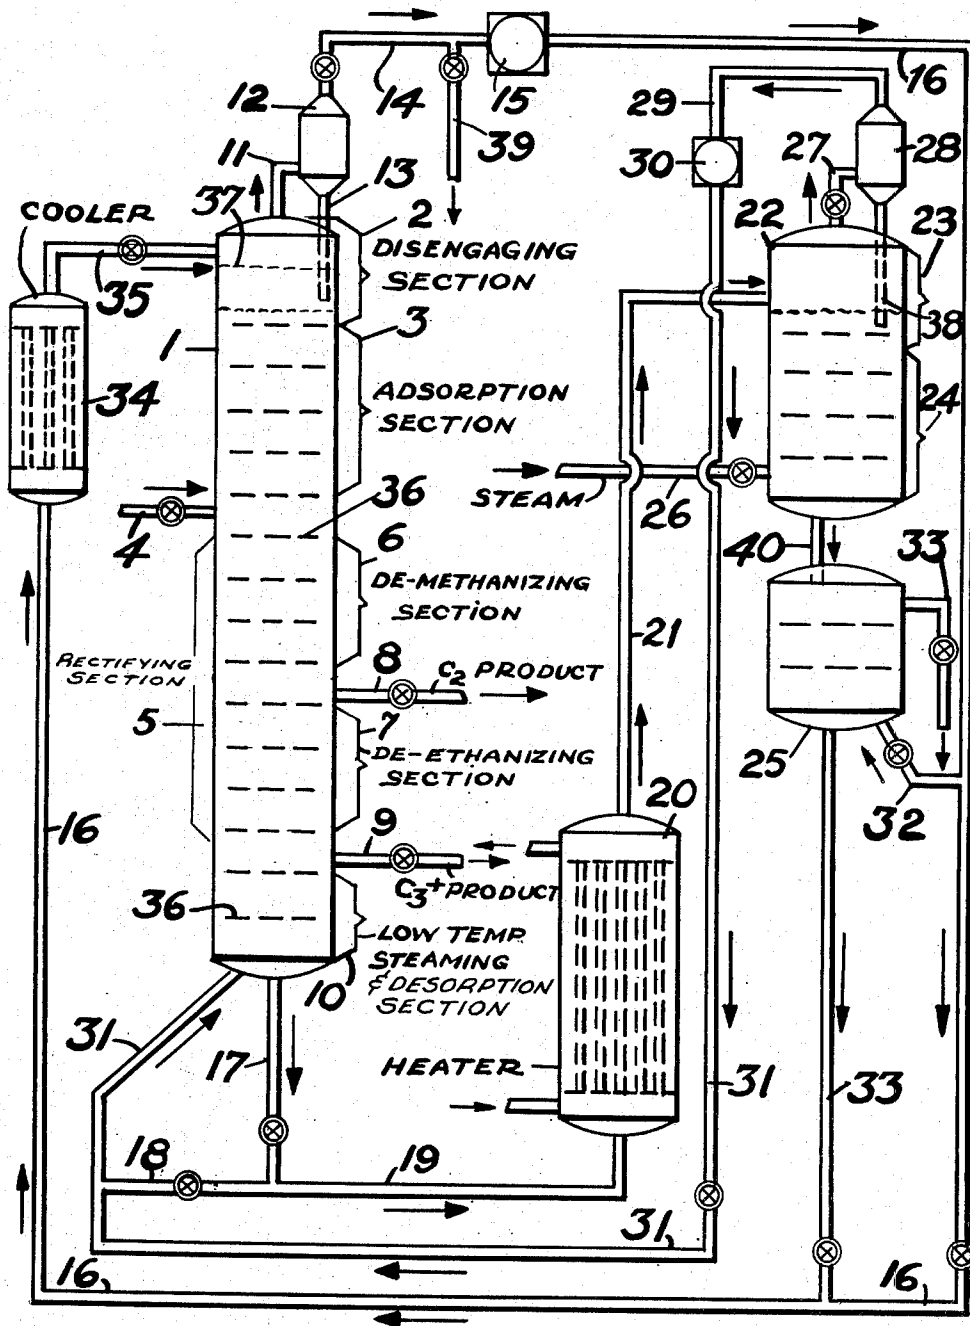 14
15
16
12
39
29
30
28
27
11
37
13
COOLER
2
22
23
DISENGAGING
SECTION
35
3
38
1
34
ADSORPTION
SECTION
24
STEAM
26
36
4
6
40
33
DE-METHANIZING
SECTION
21
RECTIFYING
SECTION
8
C2 PRODUCT
5
7
DE-ETHANIZING
SECTION
25
20
32
16
9
C3+ PRODUCT
36
LOW TEMP
STEAMING
& DESORPTION
SECTION
10
31
17
HEATER
31
33
18
19
31
16
16